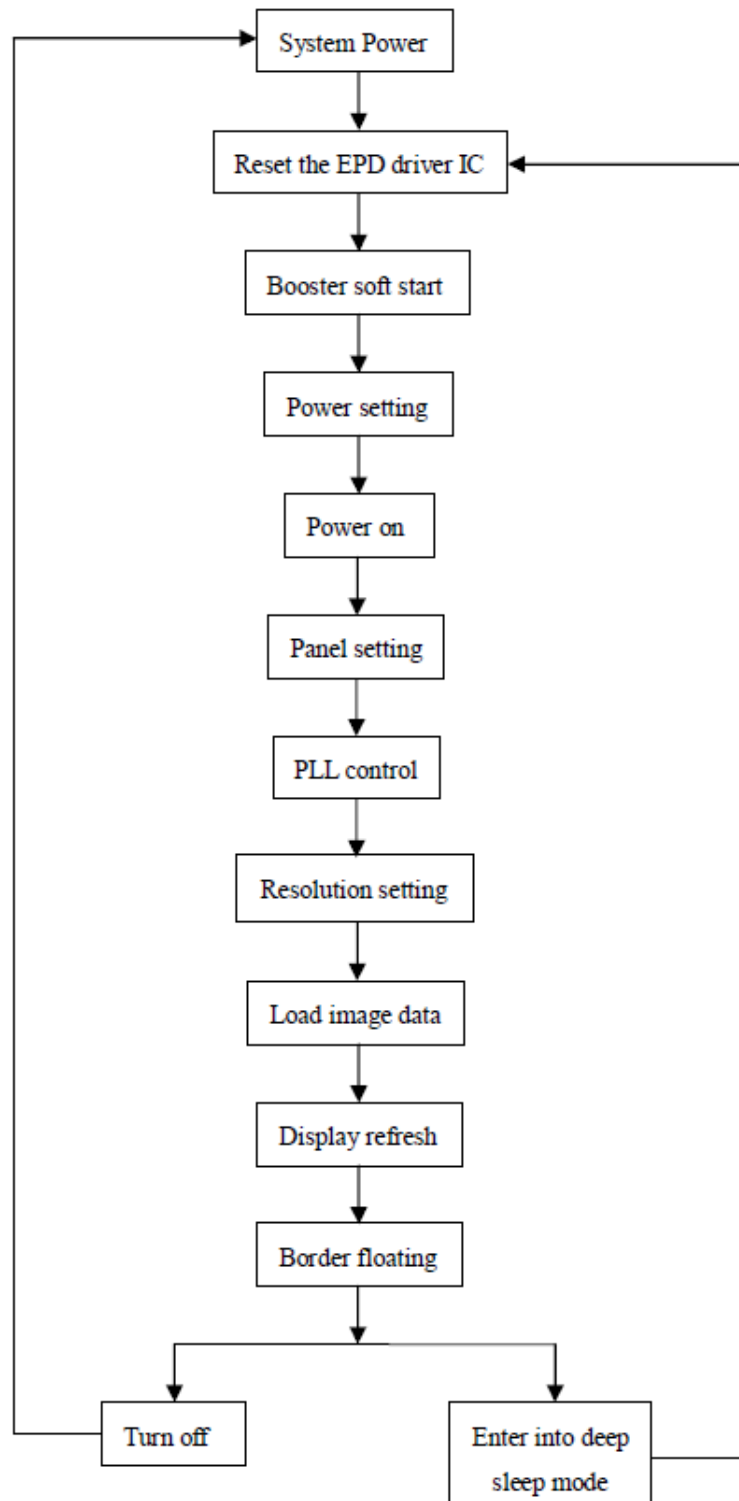 System Power
Reset the EPD driver IC
Booster soft start
Power setting
Power on
Panel setting
PLL control
Resolution setting
Load image data
Display refresh
Border floating
Turn off
Enter into deep
sleep mode